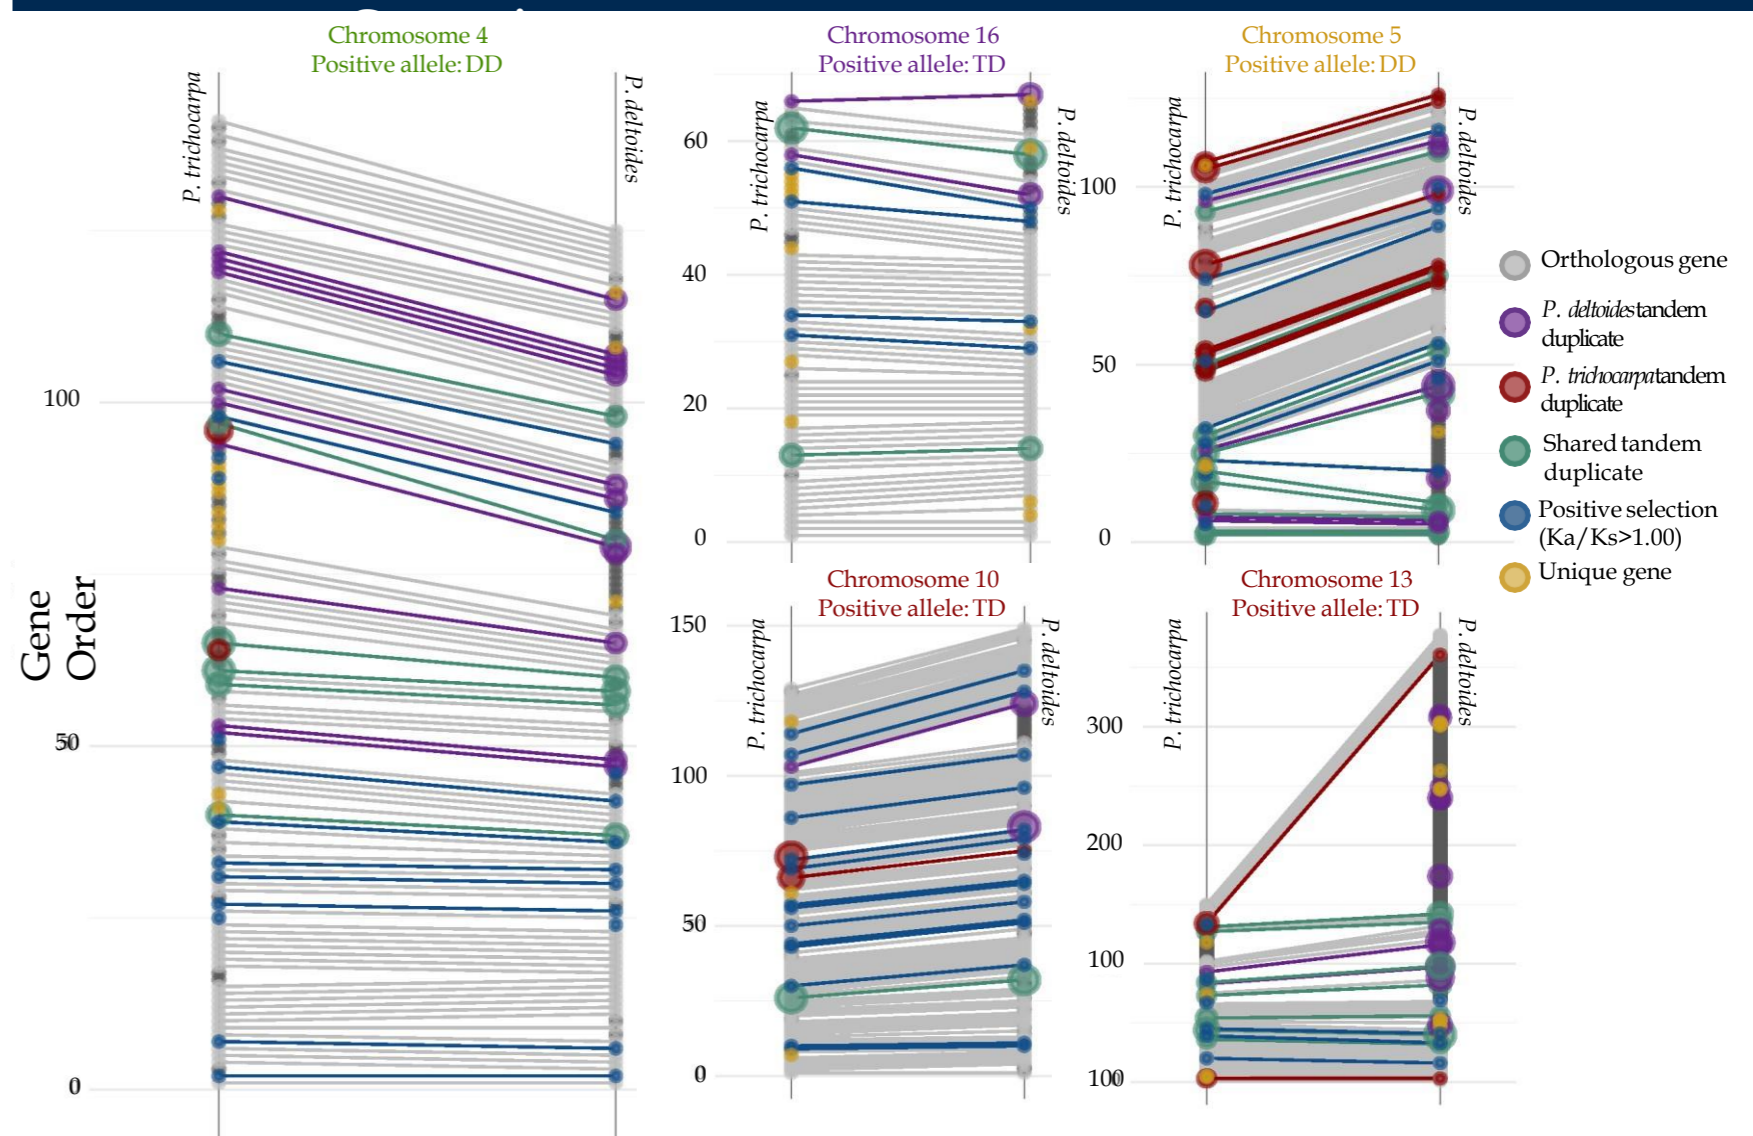 Chromosome 4
Positive allele: DD
P. trichocarpa
P. deltoides
100
50
0
Gene
Order
Chromosome 16
Positive allele: TD
P. trichocarpa
P. deltoides
60
40
20
0
Chromosome 5
Positive allele: DD
P. trichocarpa
P. deltoides
100
50
0
Chromosome 10
Positive allele: TD
P. trichocarpa
P. deltoides
150
100
50
0
Chromosome 13
Positive allele: TD
P. trichocarpa
P. deltoides
300
200
100
100
Orthologous gene
P. deltoides tandem
duplicate
P. trichocarpa tandem
duplicate
Shared tandem
duplicate
Positive selection
(Ka/Ks>1.00)
Unique gene